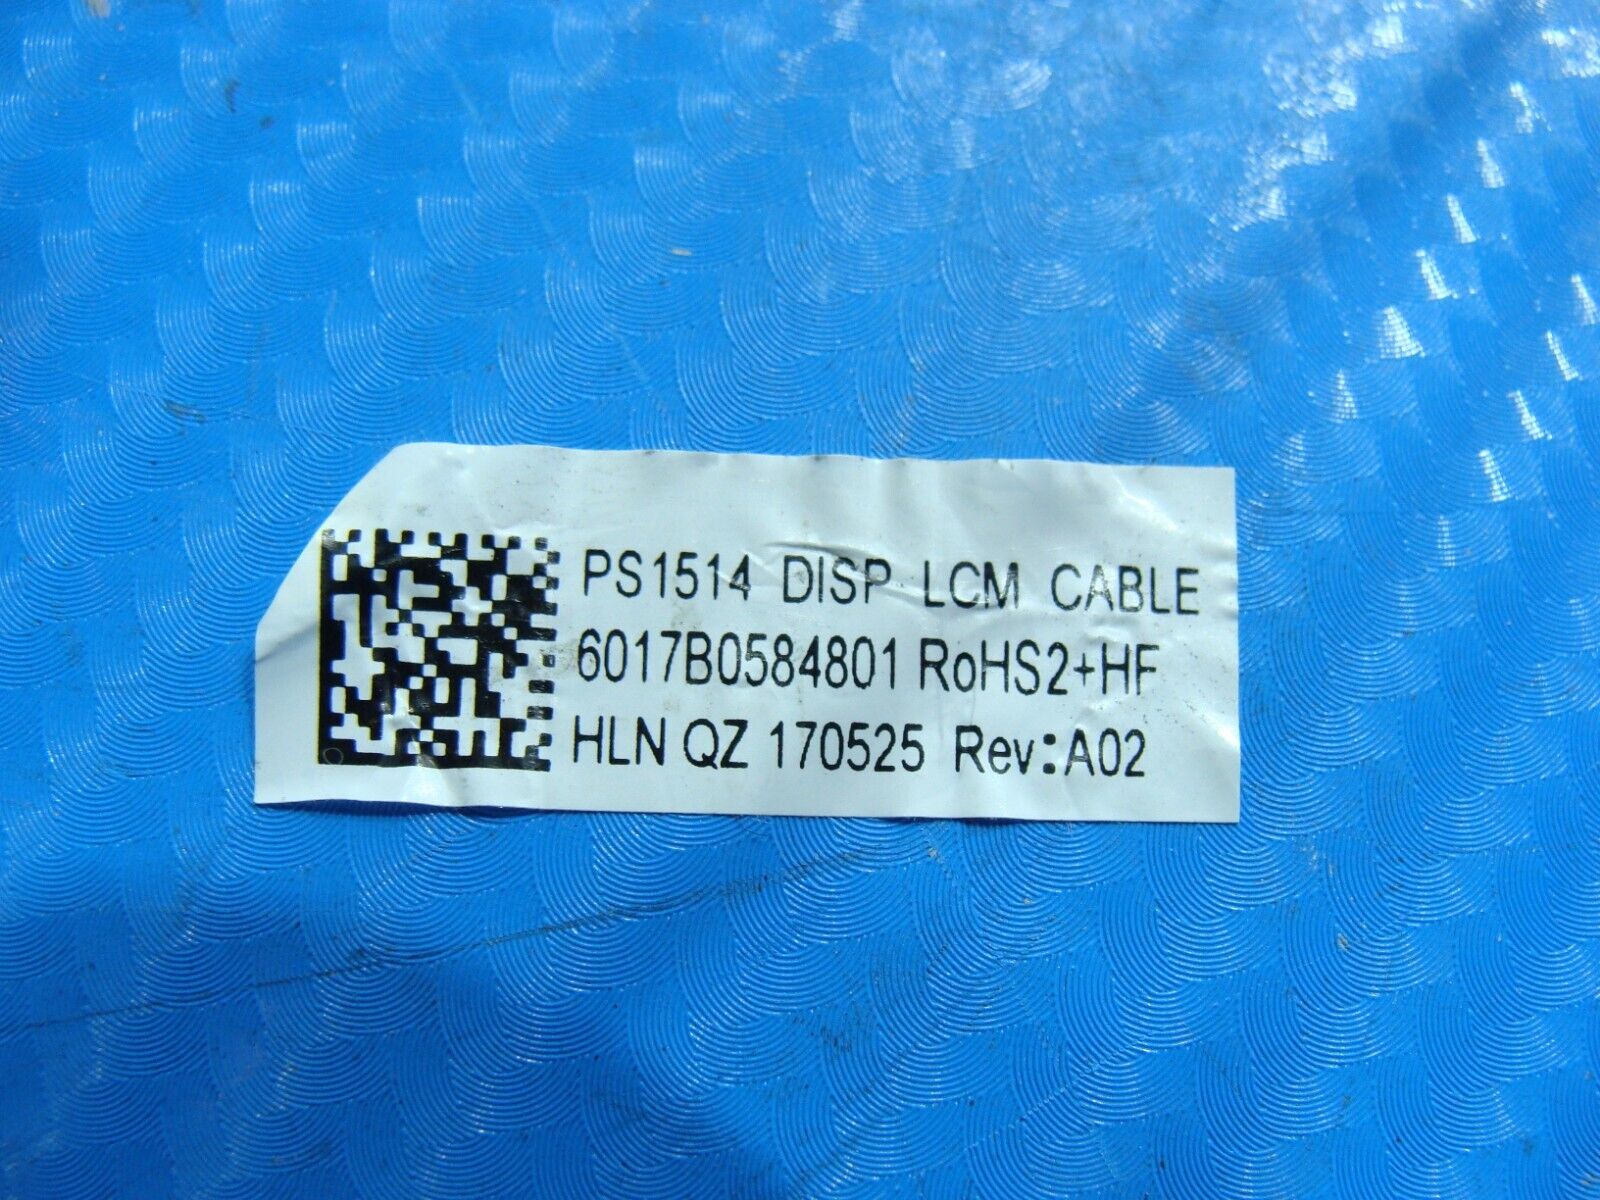 PS1514 DISP LCM CABLE
6017B0584801 RoHS2+HF
HLN QZ 170525 Rev:A02